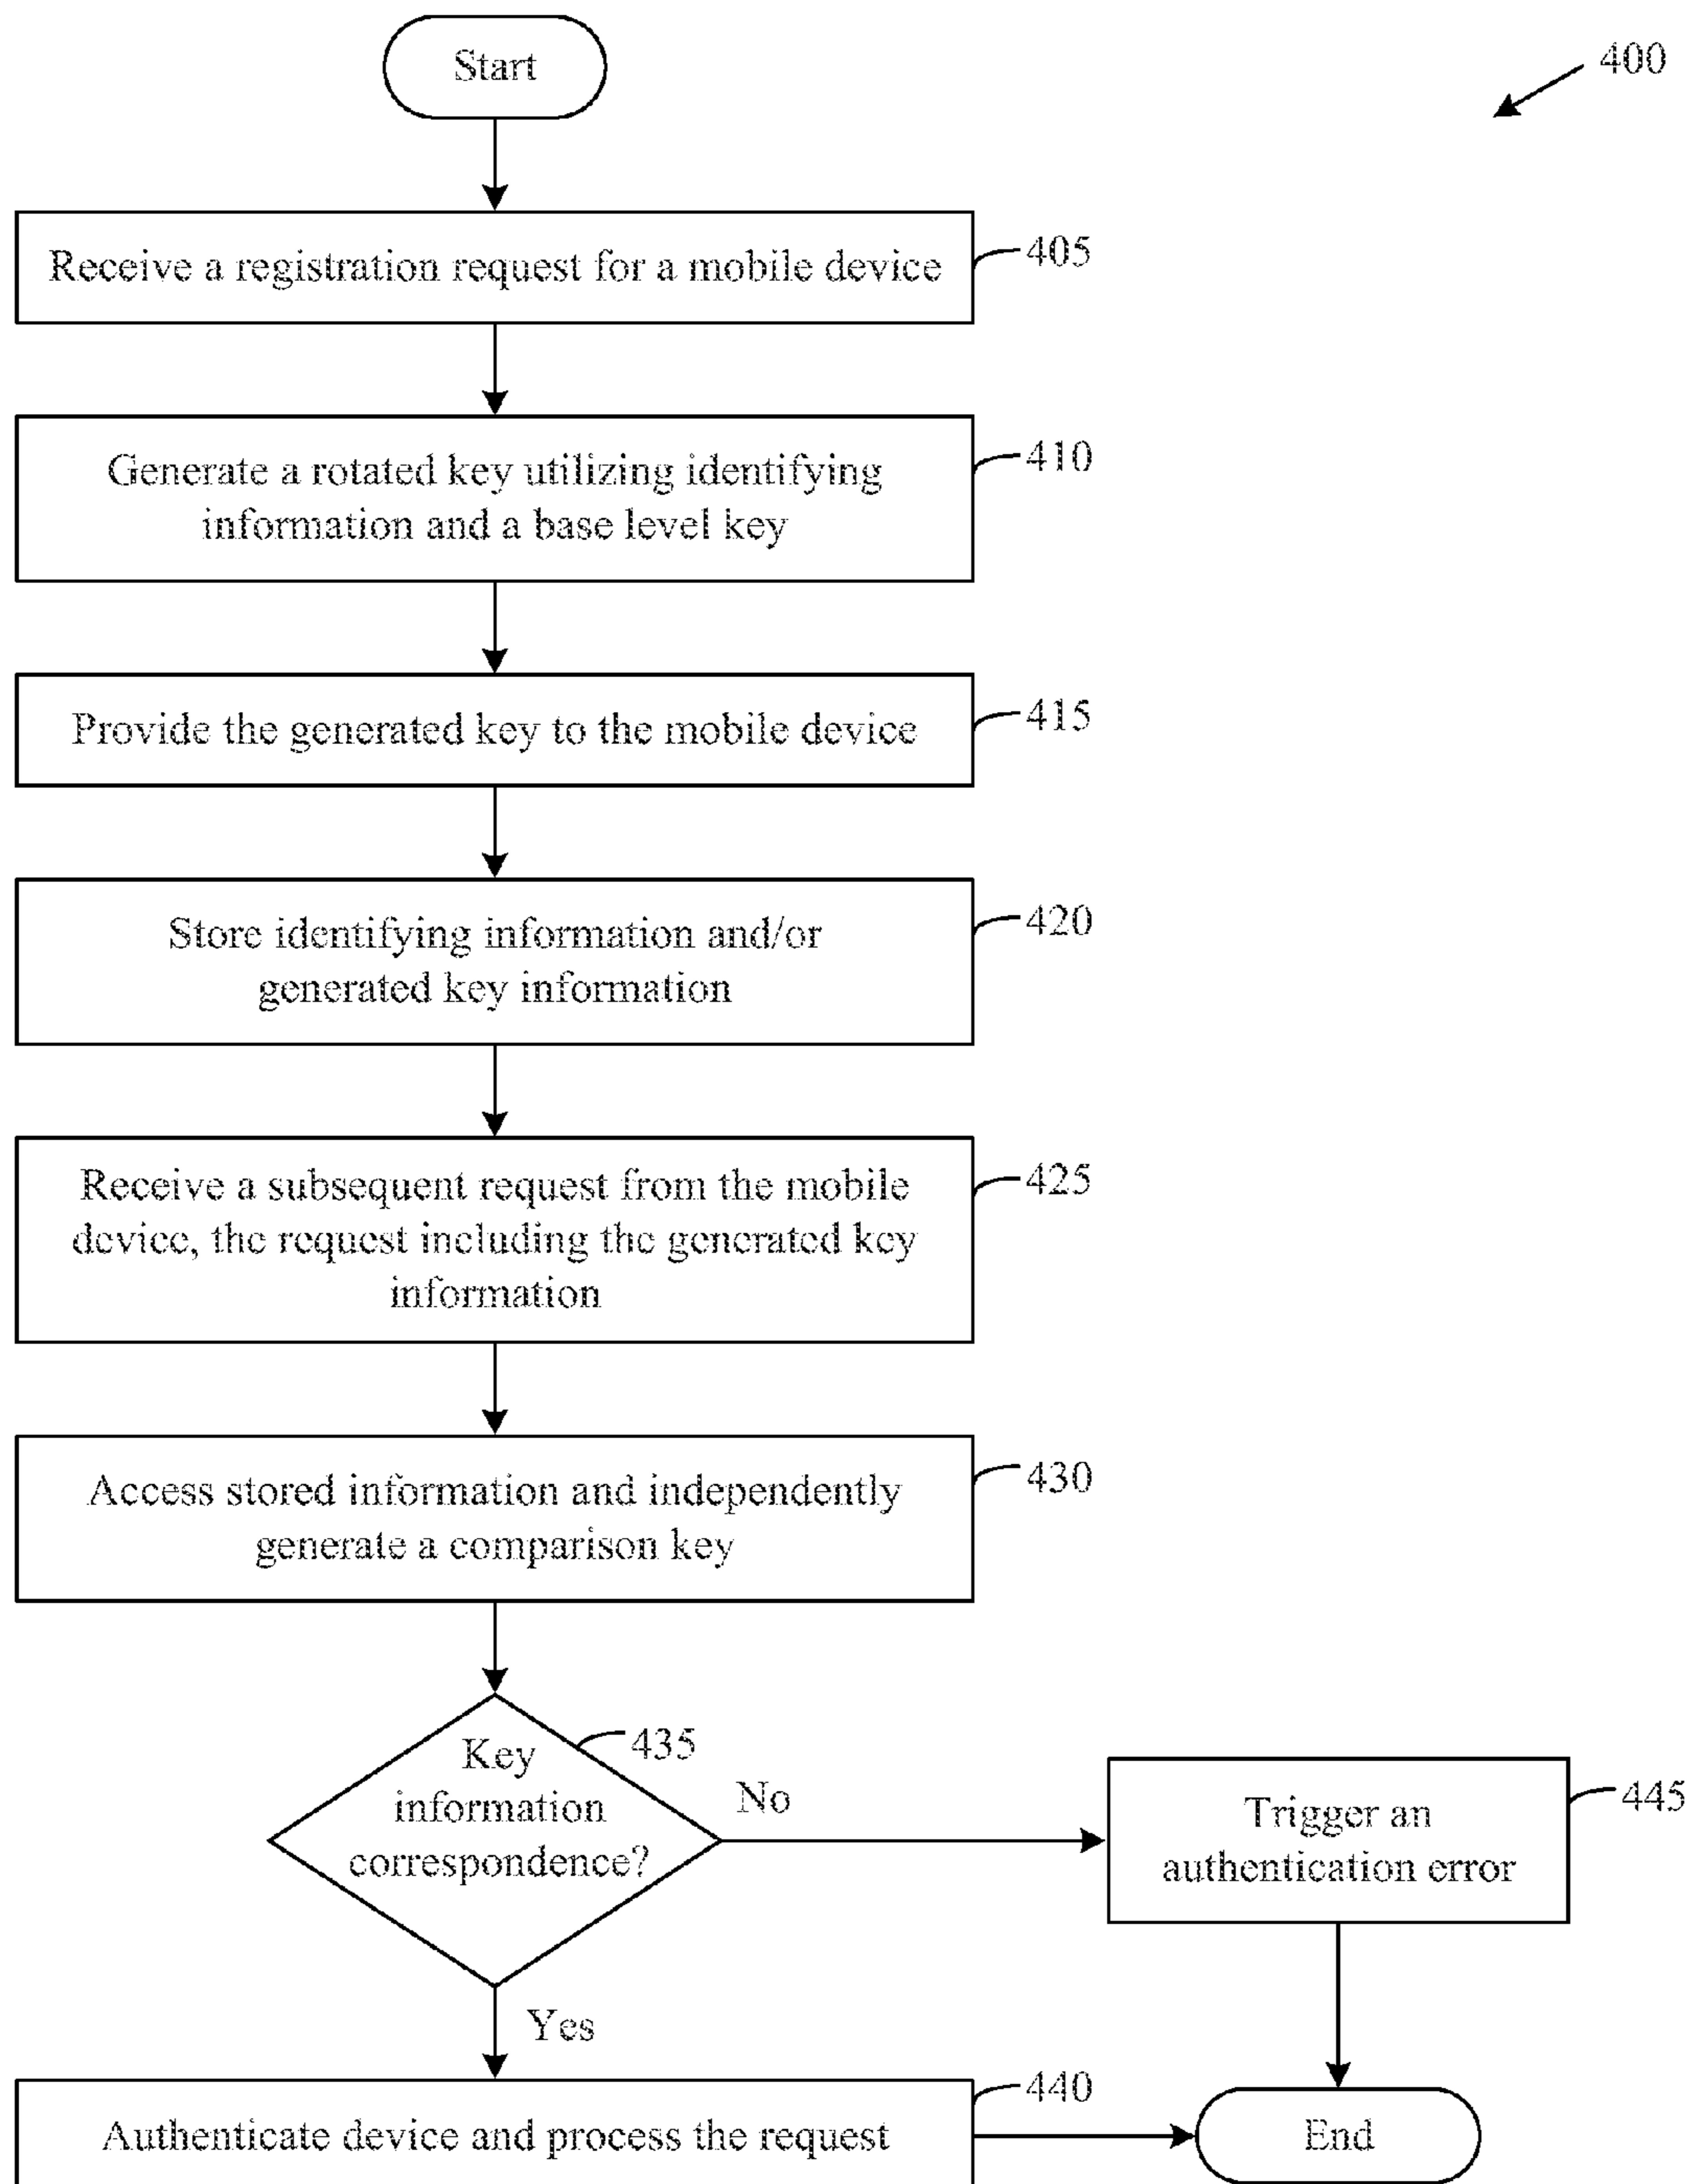 Start
400
Receive a registration request for a mobile device
405
Generate a rotated key utilizing identifying
information and a base level key
410
Provide the generated key to the mobile device
415
Store identifying information and/or
generated key information
420
Receive a subsequent request from the mobile
device, the request including the generated key
information
425
Access stored information and independently
generate a comparison key
430
Key
information
correspondence?
435
No
Trigger an
authentication error
445
Yes
Authenticate device and process the request
440
End